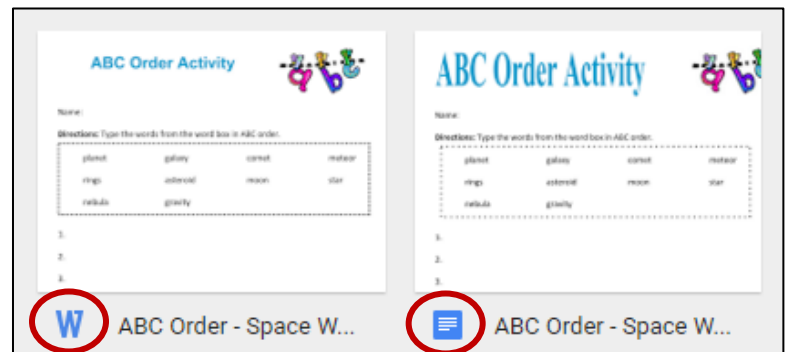 ABC Order Activity
abc
Name:
Directions: Type the words from the word box in ABC order.
planet galaxy comet meteor
rings asteroid moon star
nebula gravity
1.
2.
3.
W ABC Order - Space W...
ABC Order Activity
abc
Name:
Directions: Type the words from the word box in ABC order.
planet galaxy comet meteor
rings asteroid moon star
nebula gravity
1.
2.
3.
ABC Order - Space W...